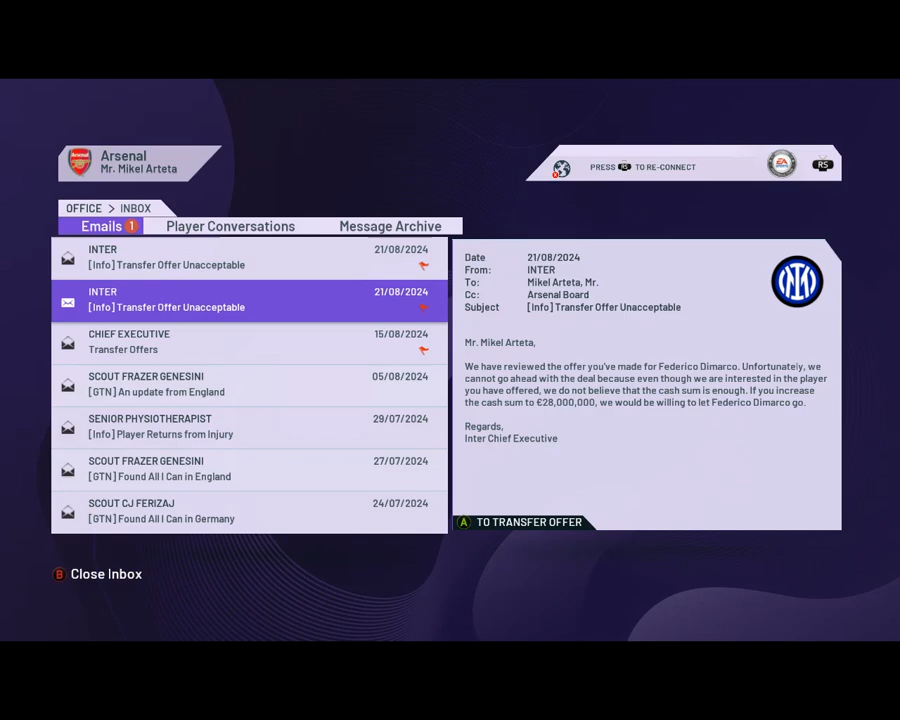 Arsenal
Mr. Mikel Arteta
PRESS RS TO RE-CONNECT
EA SPORTS
RS
OFFICE > INBOX
Emails 1
Player Conversations
Message Archive
INTER 21/08/2024
[Info] Transfer Offer Unacceptable
INTER 21/08/2024
[Info] Transfer Offer Unacceptable
CHIEF EXECUTIVE 15/08/2024
Transfer Offers
SCOUT FRAZER GENESINI 05/08/2024
[GTN] An update from England
SENIOR PHYSIOTHERAPIST 29/07/2024
[Info] Player Returns from Injury
SCOUT FRAZER GENESINI 27/07/2024
[GTN] Found All I Can in England
SCOUT CJ FERIZAJ 24/07/2024
[GTN] Found All I Can in Germany
Date 21/08/2024
From: INTER
To: Mikel Arteta, Mr.
Cc: Arsenal Board
Subject [Info] Transfer Offer Unacceptable
Mr. Mikel Arteta,
We have reviewed the offer you've made for Federico Dimarco. Unfortunately, we
cannot go ahead with the deal because even though we are interested in the player
you have offered, we do not believe that the cash sum is enough. If you increase
the cash sum to €28,000,000, we would be willing to let Federico Dimarco go.
Regards,
Inter Chief Executive
A TO TRANSFER OFFER
B Close Inbox